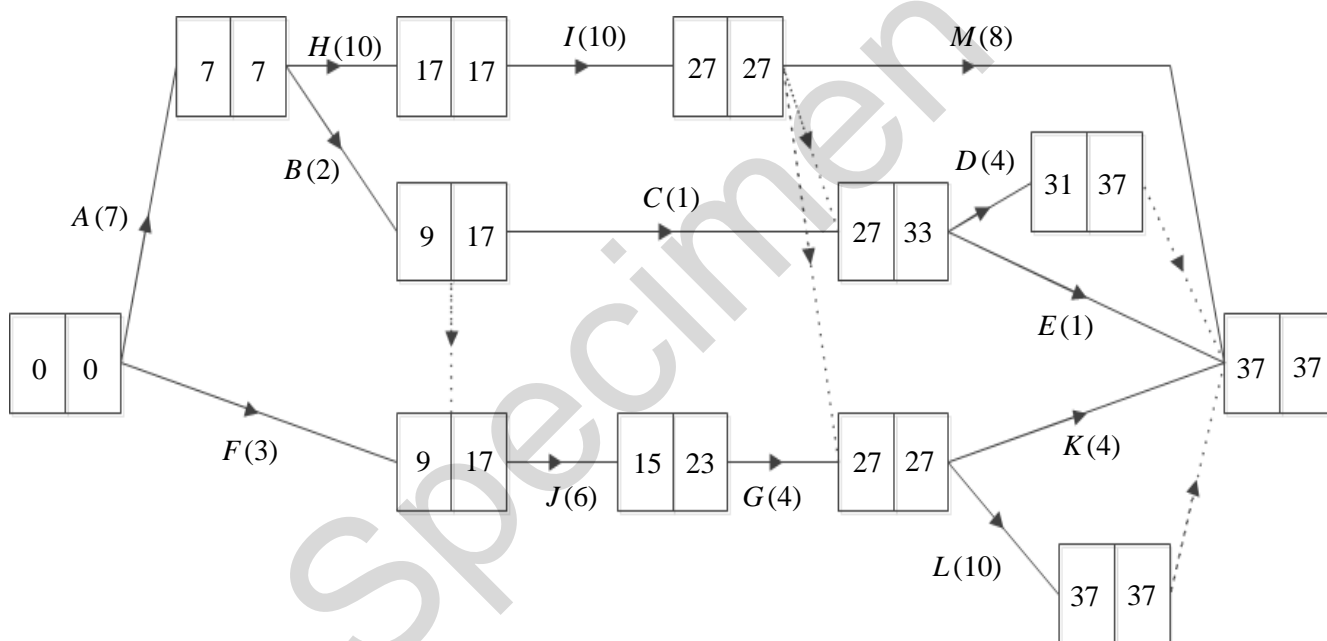 H(10) I(10) M(8)
7 7 17 17 27 27
D(4)
B(2) C(1) 31 37
A(7)
9 17 27 33
E(1)
0 0 37 37
F(3) K(4)
9 17 15 23 27 27
J(6) G(4)
L(10)
37 37
Specimen